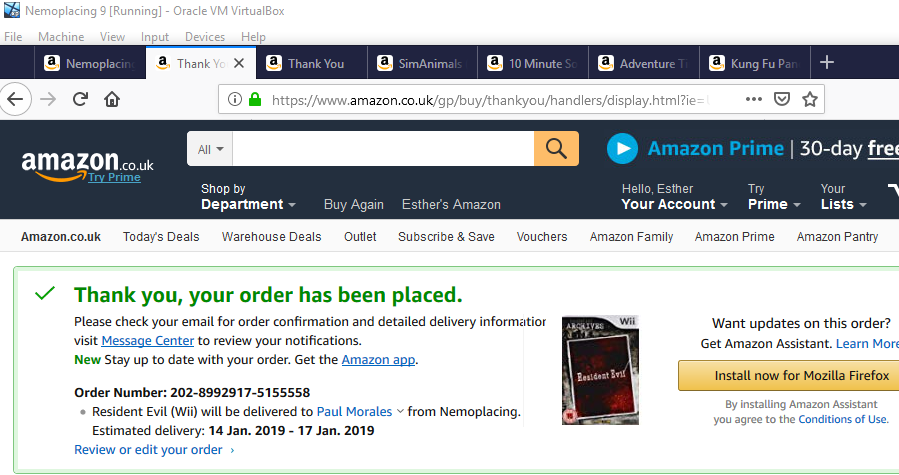 Nemoplacing 9 [Running] - Oracle VM VirtualBox
File Machine View Input Devices Help
Nemoplacing Thank Yo Thank You SimAnimals 10 Minute So Adventure Ti Kung Fu Pan
https://www.amazon.co.uk/gp/buy/thankyou/handlers/display.html?ie=
All
amazon.co.uk
Try Prime
Amazon Prime | 30-day free
Shop by
Department
Buy Again Esther's Amazon
Hello, Esther
Your Account
Try
Prime
Your
Lists
Amazon.co.uk Today's Deals Warehouse Deals Outlet Subscribe & Save Vouchers Amazon Family Amazon Prime Amazon Pantry
Thank you, your order has been placed.
Please check your email for order confirmation and detailed delivery information
visit Message Center to review your notifications.
New Stay up to date with your order. Get the Amazon app.
Order Number: 202-8992917-5155558
Resident Evil (Wii) will be delivered to Paul Morales from Nemoplacing.
Estimated delivery: 14 Jan. 2019 - 17 Jan. 2019
Review or edit your order ›
Wii
ARCHIVES
Resident Evil
Want updates on this order?
Get Amazon Assistant. Learn More
Install now for Mozilla Firefox
By installing Amazon Assistant
you agree to the Conditions of Use.